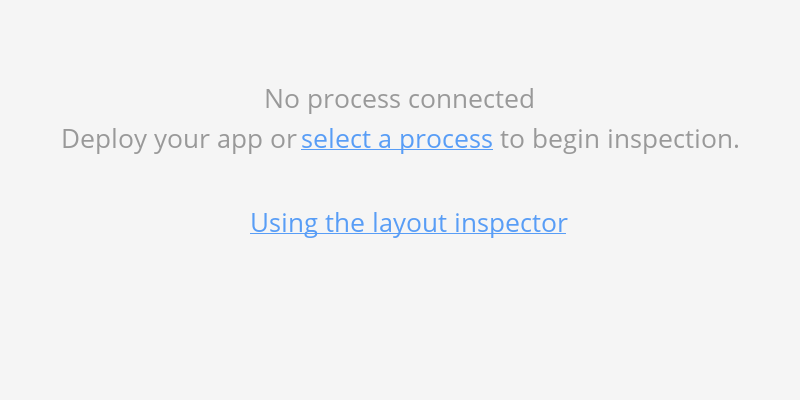 No process connected
Deploy your app or select a process to begin inspection.
Using the layout inspector